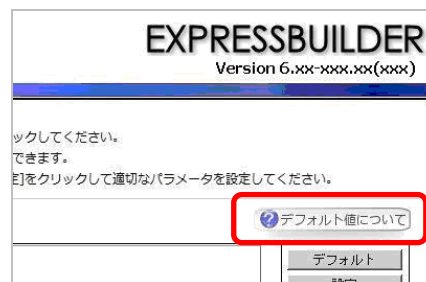 EXPRESSBUILDER
Version 6.xx-xxx.xx(xxx)
ックしてください。
できます。
定]をクリックして適切なパラメータを設定してください。
デフォルト値について
デフォルト
設定